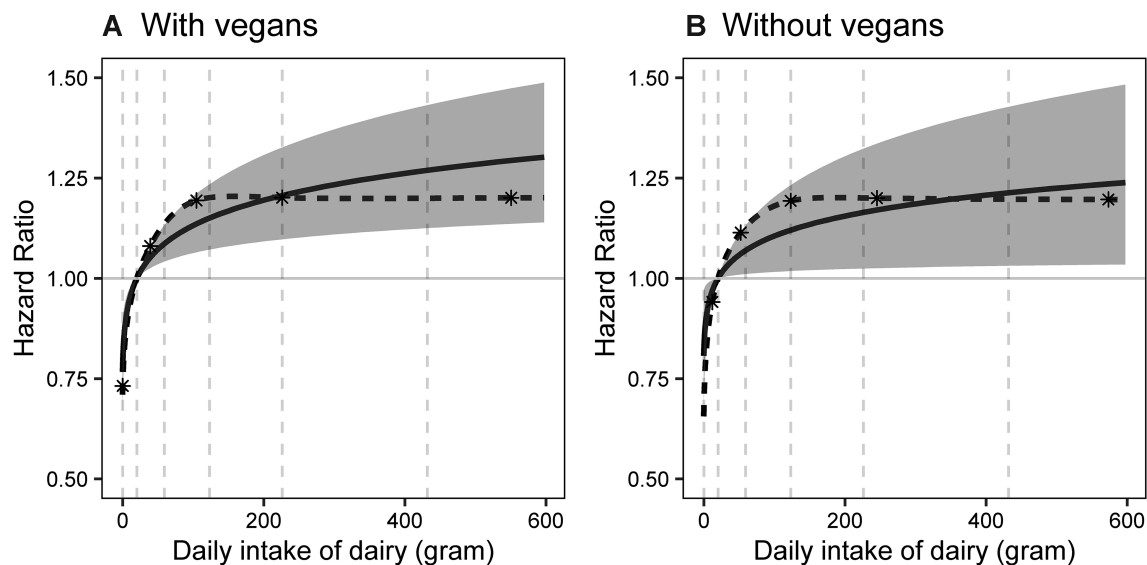 A With vegans
1.50
1.25
1.00
0.75
0.50
Hazard Ratio
0 200 400 600
Daily intake of dairy (gram)
B Without vegans
1.50
1.25
1.00
0.75
0.50
Hazard Ratio
0 200 400 600
Daily intake of dairy (gram)